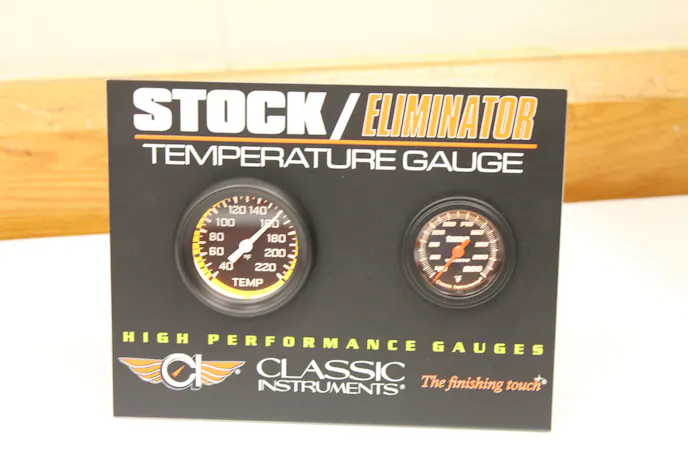 STOCK/ELIMINATOR
TEMPERATURE GAUGE
120 140
100 160
80 180
60 200
40 °F 220
TEMP
HIGH PERFORMANCE GAUGES
CI
CLASSIC
INSTRUMENTS®
The finishing touch®